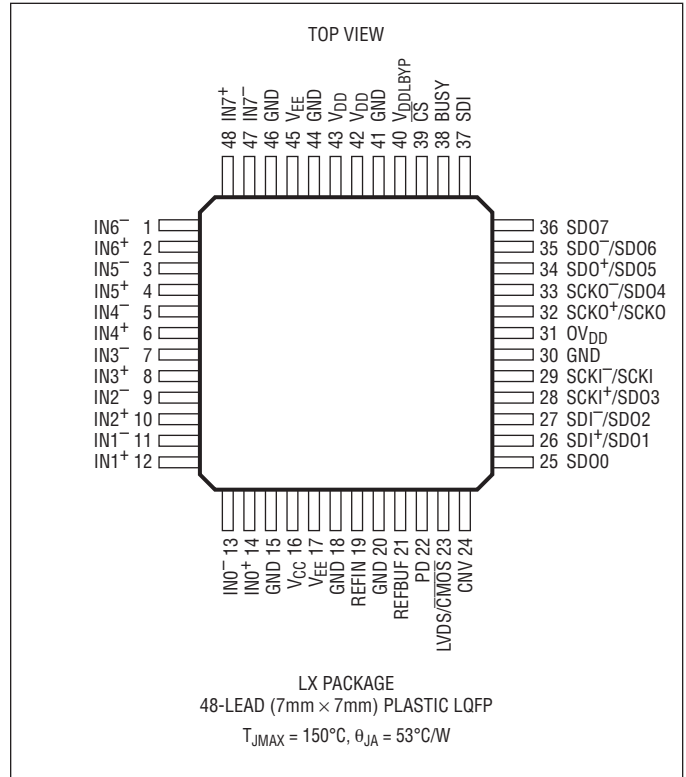 TOP VIEW
48 IN7⁺
47 IN7⁻
46 GND
45 VEE
44 GND
43 VDD
42 VDD
41 GND
40 VDDLBYP
39 C̅S̅
38 BUSY
37 SDI
IN6⁻ 1
IN6⁺ 2
IN5⁻ 3
IN5⁺ 4
IN4⁻ 5
IN4⁺ 6
IN3⁻ 7
IN3⁺ 8
IN2⁻ 9
IN2⁺ 10
IN1⁻ 11
IN1⁺ 12
36 SDO7
35 SDO⁻/SDO6
34 SDO⁺/SDO5
33 SCKO⁻/SDO4
32 SCKO⁺/SCKO
31 OVDD
30 GND
29 SCKI⁻/SCKI
28 SCKI⁺/SDO3
27 SDI⁻/SDO2
26 SDI⁺/SDO1
25 SDO0
IN0⁻ 13
IN0⁺ 14
GND 15
VCC 16
VEE 17
GND 18
REFIN 19
GND 20
REFBUF 21
PD 22
LVDS/C̅M̅O̅S̅ 23
CNV 24
LX PACKAGE
48-LEAD (7mm × 7mm) PLASTIC LQFP
TJMAX = 150°C, θJA = 53°C/W